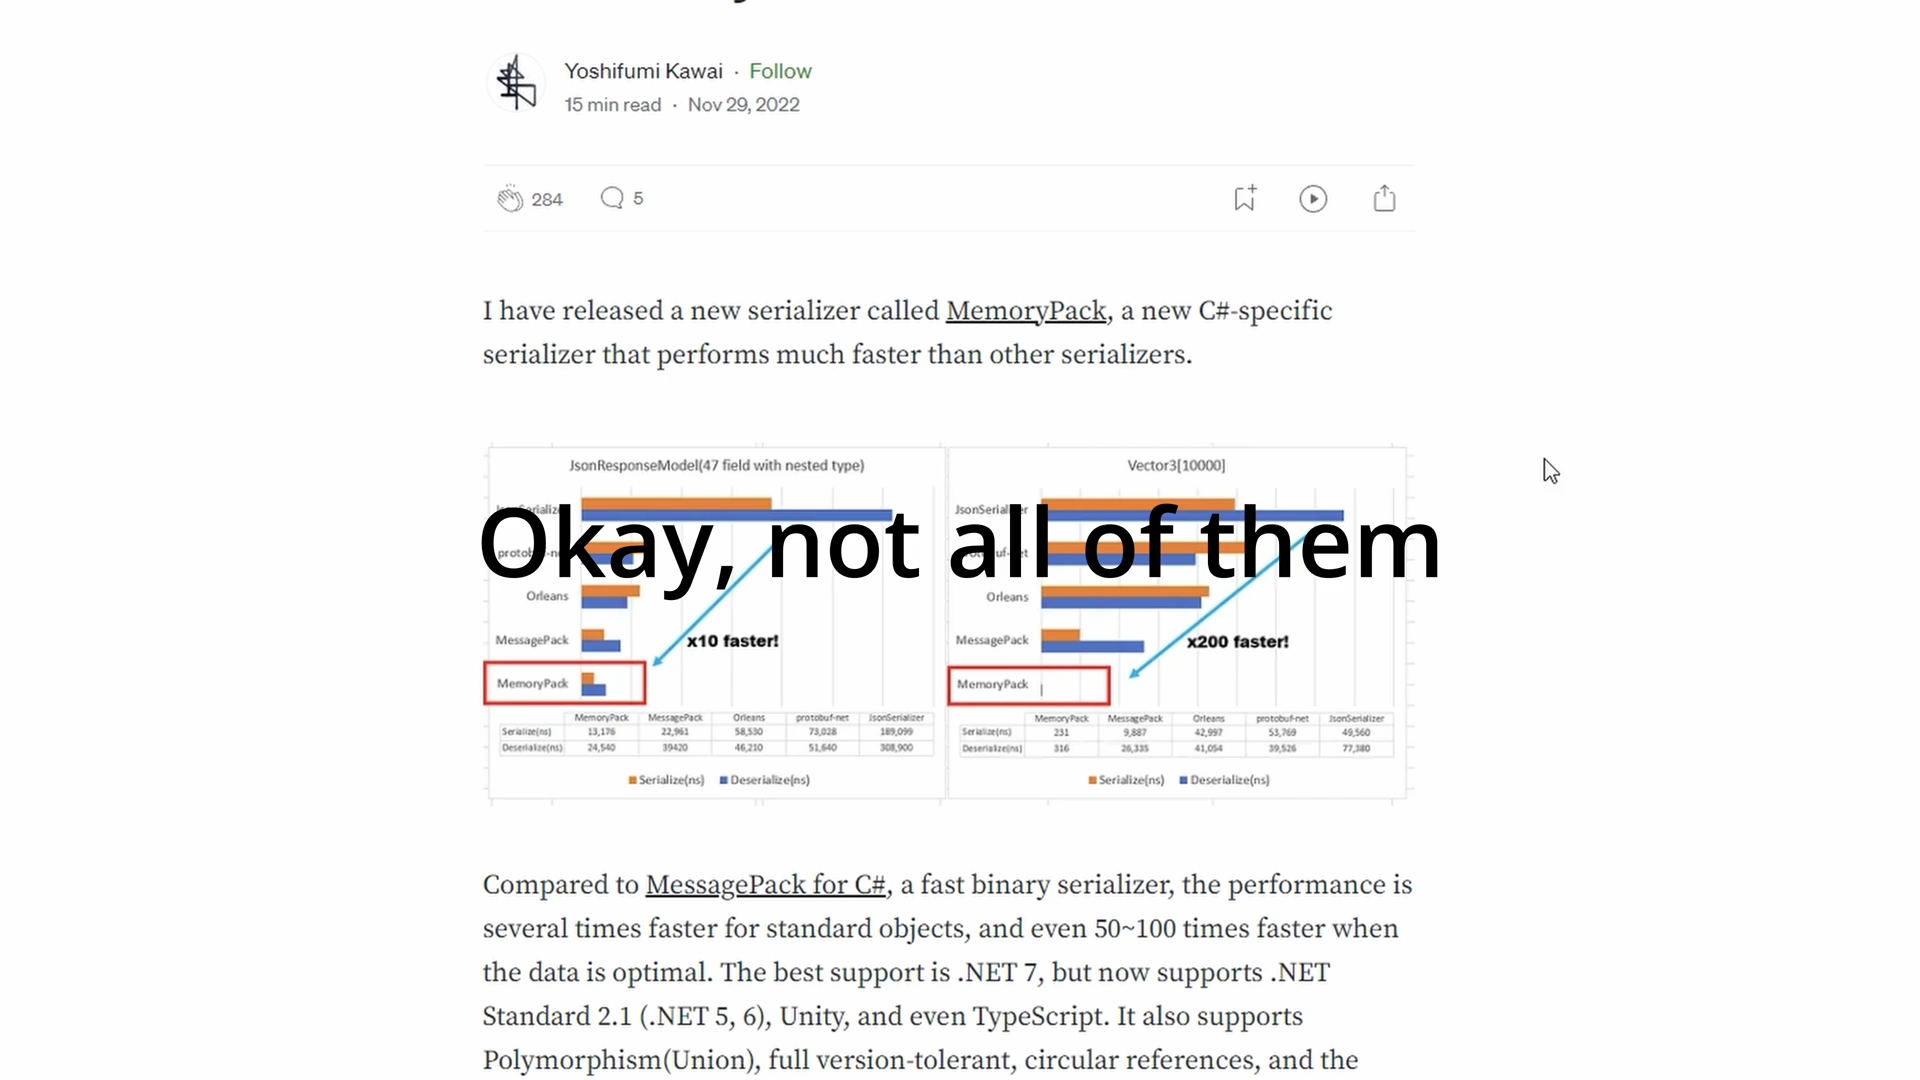 Yoshifumi Kawai · Follow
15 min read · Nov 29, 2022
284 5
I have released a new serializer called MemoryPack, a new C#-specific
serializer that performs much faster than other serializers.
JsonResponseModel(47 field with nested type)
Orleans
MessagePack
x10 faster!
MemoryPack
MemoryPack MessagePack Orleans protobuf-net JsonSerializer
Serialize(ns) 13,176 22,961 58,530 73,028 189,099
Deserialize(ns) 24,540 39420 46,210 51,640 308,900
Serialize(ns) Deserialize(ns)
Vector3[10000]
JsonSerializer
Orleans
MessagePack
x200 faster!
MemoryPack
MemoryPack MessagePack Orleans protobuf-net JsonSerializer
Serialize(ns) 231 9,887 42,997 53,769 49,560
Deserialize(ns) 316 26,335 41,054 39,526 77,380
Serialize(ns) Deserialize(ns)
Okay, not all of them
Compared to MessagePack for C#, a fast binary serializer, the performance is
several times faster for standard objects, and even 50~100 times faster when
the data is optimal. The best support is .NET 7, but now supports .NET
Standard 2.1 (.NET 5, 6), Unity, and even TypeScript. It also supports
Polymorphism(Union), full version-tolerant, circular references, and the